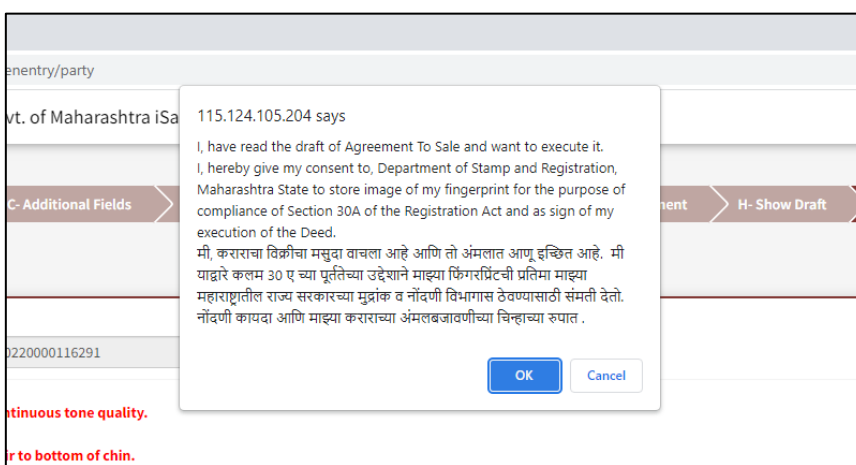 enentry/party
vt. of Maharashtra iSa
115.124.105.204 says
I, have read the draft of Agreement To Sale and want to execute it.
I, hereby give my consent to, Department of Stamp and Registration,
Maharashtra State to store image of my fingerprint for the purpose of
compliance of Section 30A of the Registration Act and as sign of my
execution of the Deed.
मी, कराराचा विक्रीचा मसुदा वाचला आहे आणि तो अंमलात आणू इच्छित आहे. मी
याद्वारे कलम 30 ए च्या पूर्ततेच्या उद्देशाने माझ्या फिंगरप्रिंटची प्रतिमा माझ्या
महाराष्ट्रातील राज्य सरकारच्या मुद्रांक व नोंदणी विभागास ठेवण्यासाठी संमती देतो.
नोंदणी कायदा आणि माझ्या कराराच्या अंमलबजावणीच्या चिन्हाच्या रुपात .
OK Cancel
C- Additional Fields
nent H- Show Draft
0220000116291
ntinuous tone quality.
ir to bottom of chin.